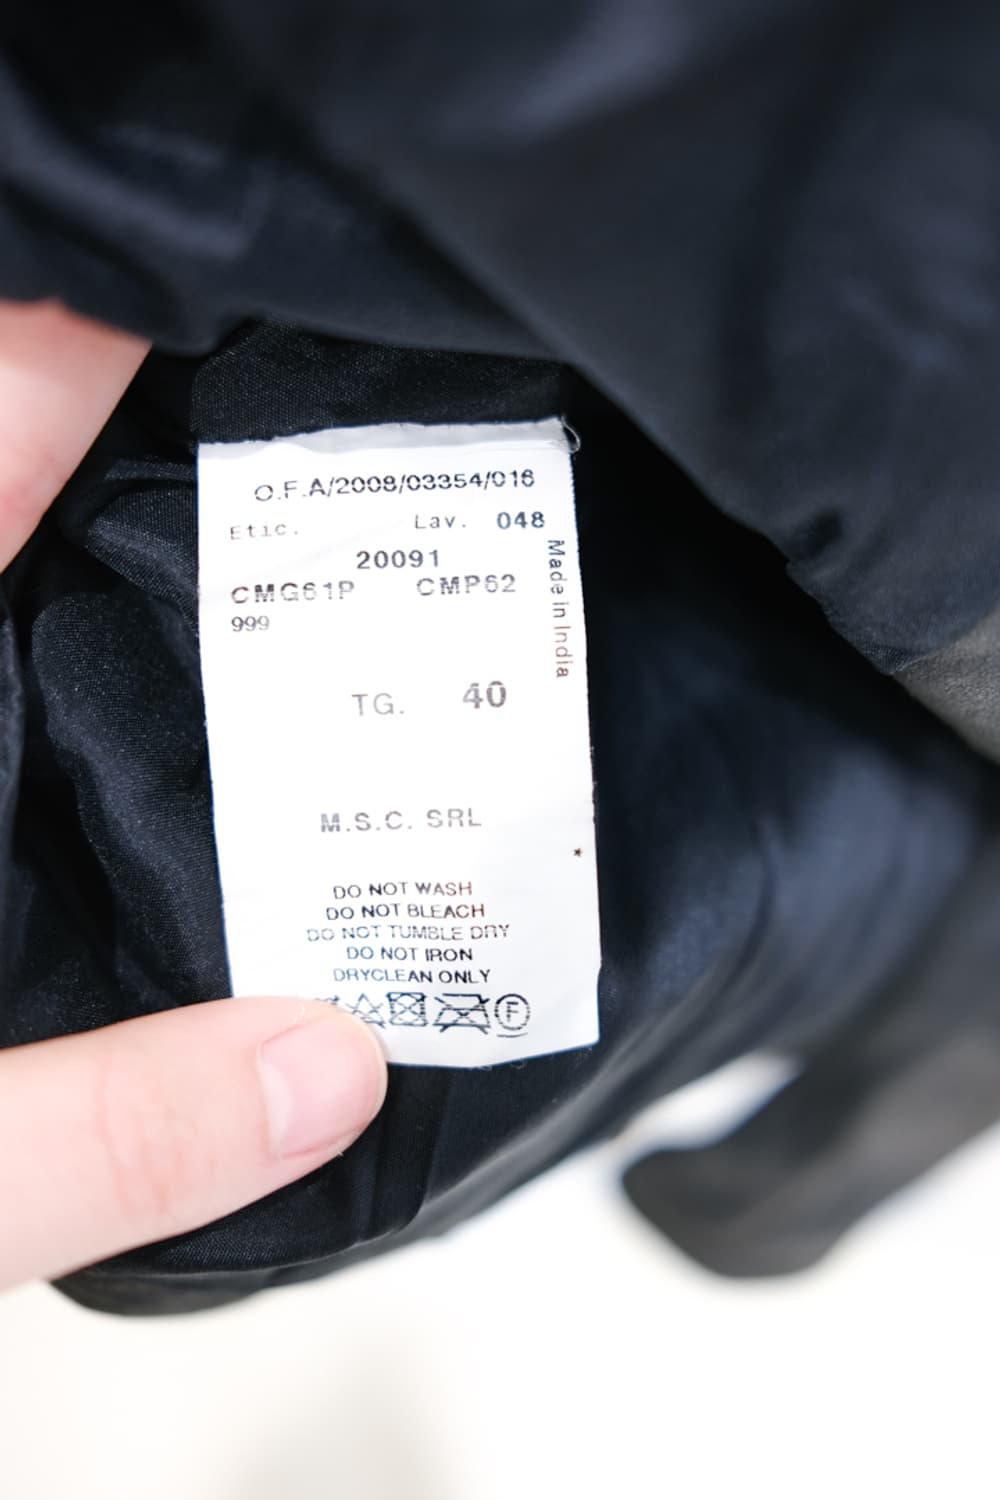 O.F.A/2008/03354/016
Etic. Lav. 048
20091
CMG61P CMP62
999
Made in India
TG. 40
M.S.C. SRL
*
DO NOT WASH
DO NOT BLEACH
DO NOT TUMBLE DRY
DO NOT IRON
DRYCLEAN ONLY
F